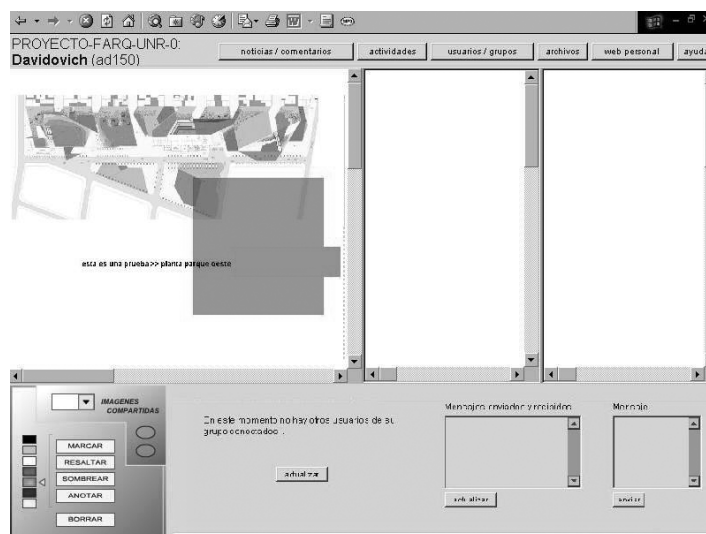 PROYECTO-FARQ-UNR-0:
Davidovich (ad150)
noticias / comentarios
actividades
usuarios / grupos
archivos
web personal
ayuda
esta es una prueba>> planta parque oeste
IMAGENES
COMPARTIDAS
MARCAR
RESALTAR
SOMBREAR
ANOTAR
BORRAR
En este momento no hay otros usuarios de su
grupo conectados
actualizar
Mensajes enviados y recibidos
actualizar
Mensaje
enviar